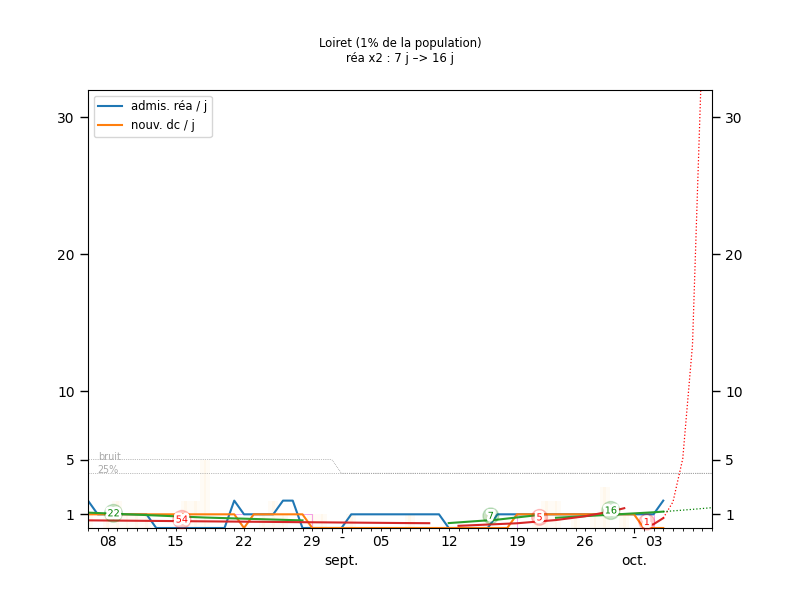 Loiret (1% de la population)
réa x2 : 7 j –> 16 j
admis. réa / j
nouv. dc / j
30 30
20 20
10 10
bruit
5 5
25%
22 54 7 5 16 1
1 1
08 15 22 29 - 05 12 19 26 - 03
sept. oct.